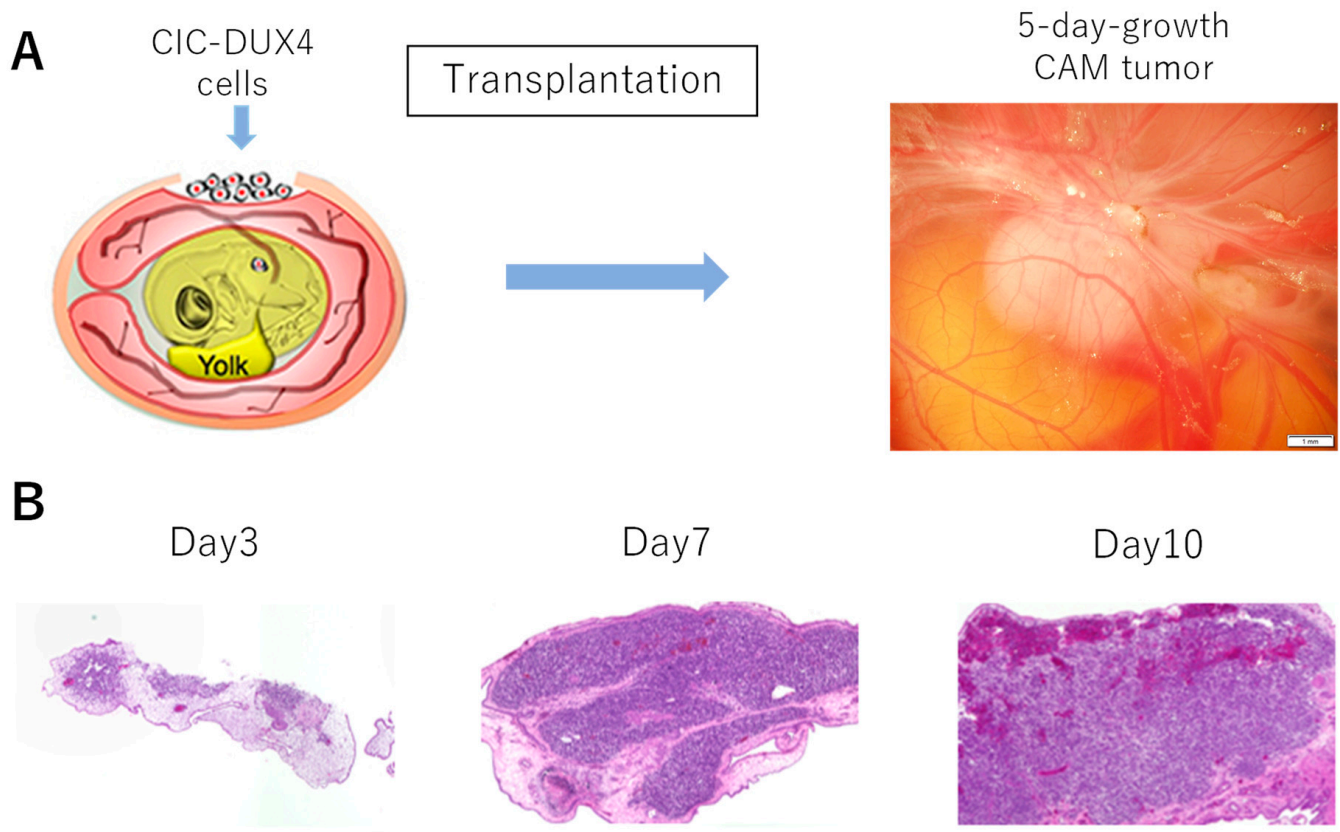 A
CIC-DUX4
cells
Transplantation
5-day-growth
CAM tumor
Yolk
1 mm
B
Day3
Day7
Day10